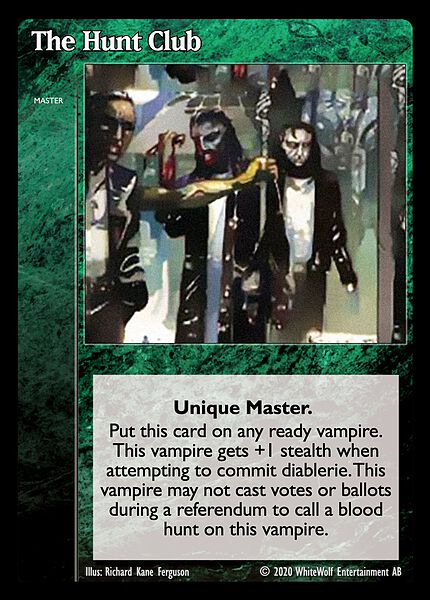 The Hunt Club
MASTER
Unique Master.
Put this card on any ready vampire.
This vampire gets +1 stealth when
attempting to commit diablerie. This
vampire may not cast votes or ballots
during a referendum to call a blood
hunt on this vampire.
Illus: Richard Kane Ferguson
© 2020 WhiteWolf Entertainment AB